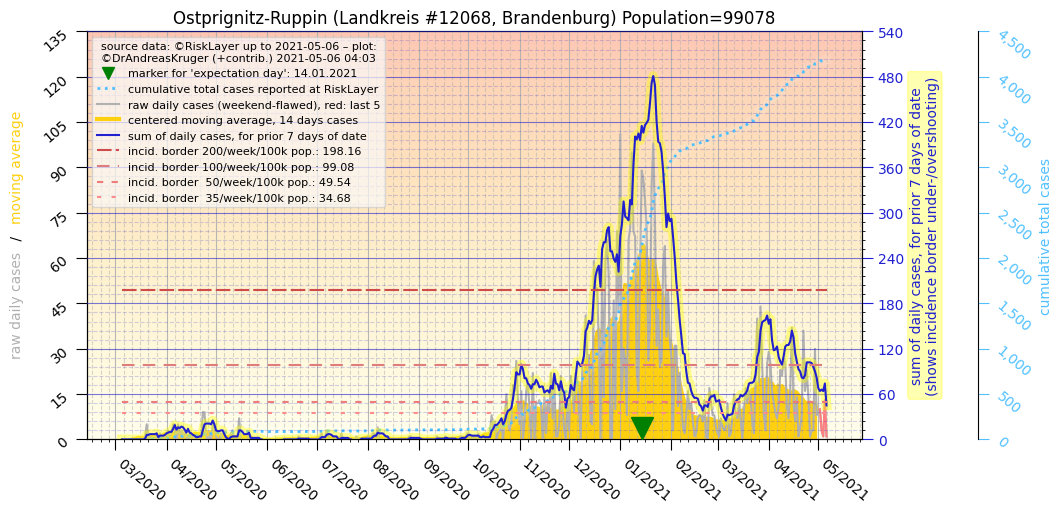 Ostprignitz-Ruppin (Landkreis #12068, Brandenburg) Population=99078
source data: ©RiskLayer up to 2021-05-06 – plot:
©DrAndreasKruger (+contrib.) 2021-05-06 04:03
marker for 'expectation day': 14.01.2021
cumulative total cases reported at RiskLayer
raw daily cases (weekend-flawed), red: last 5
centered moving average, 14 days cases
sum of daily cases, for prior 7 days of date
incid. border 200/week/100k pop.: 198.16
incid. border 100/week/100k pop.: 99.08
incid. border  50/week/100k pop.: 49.54
incid. border  35/week/100k pop.: 34.68
raw daily cases / moving average
135
120
105
90
75
60
45
30
15
0
03/2020
04/2020
05/2020
06/2020
07/2020
08/2020
09/2020
10/2020
11/2020
12/2020
01/2021
02/2021
03/2021
04/2021
05/2021
540
480
420
360
300
240
180
120
60
0
sum of daily cases, for prior 7 days of date
(shows incidence border under-/overshooting)
4,500
4,000
3,500
3,000
2,500
2,000
1,500
1,000
500
0
cumulative total cases